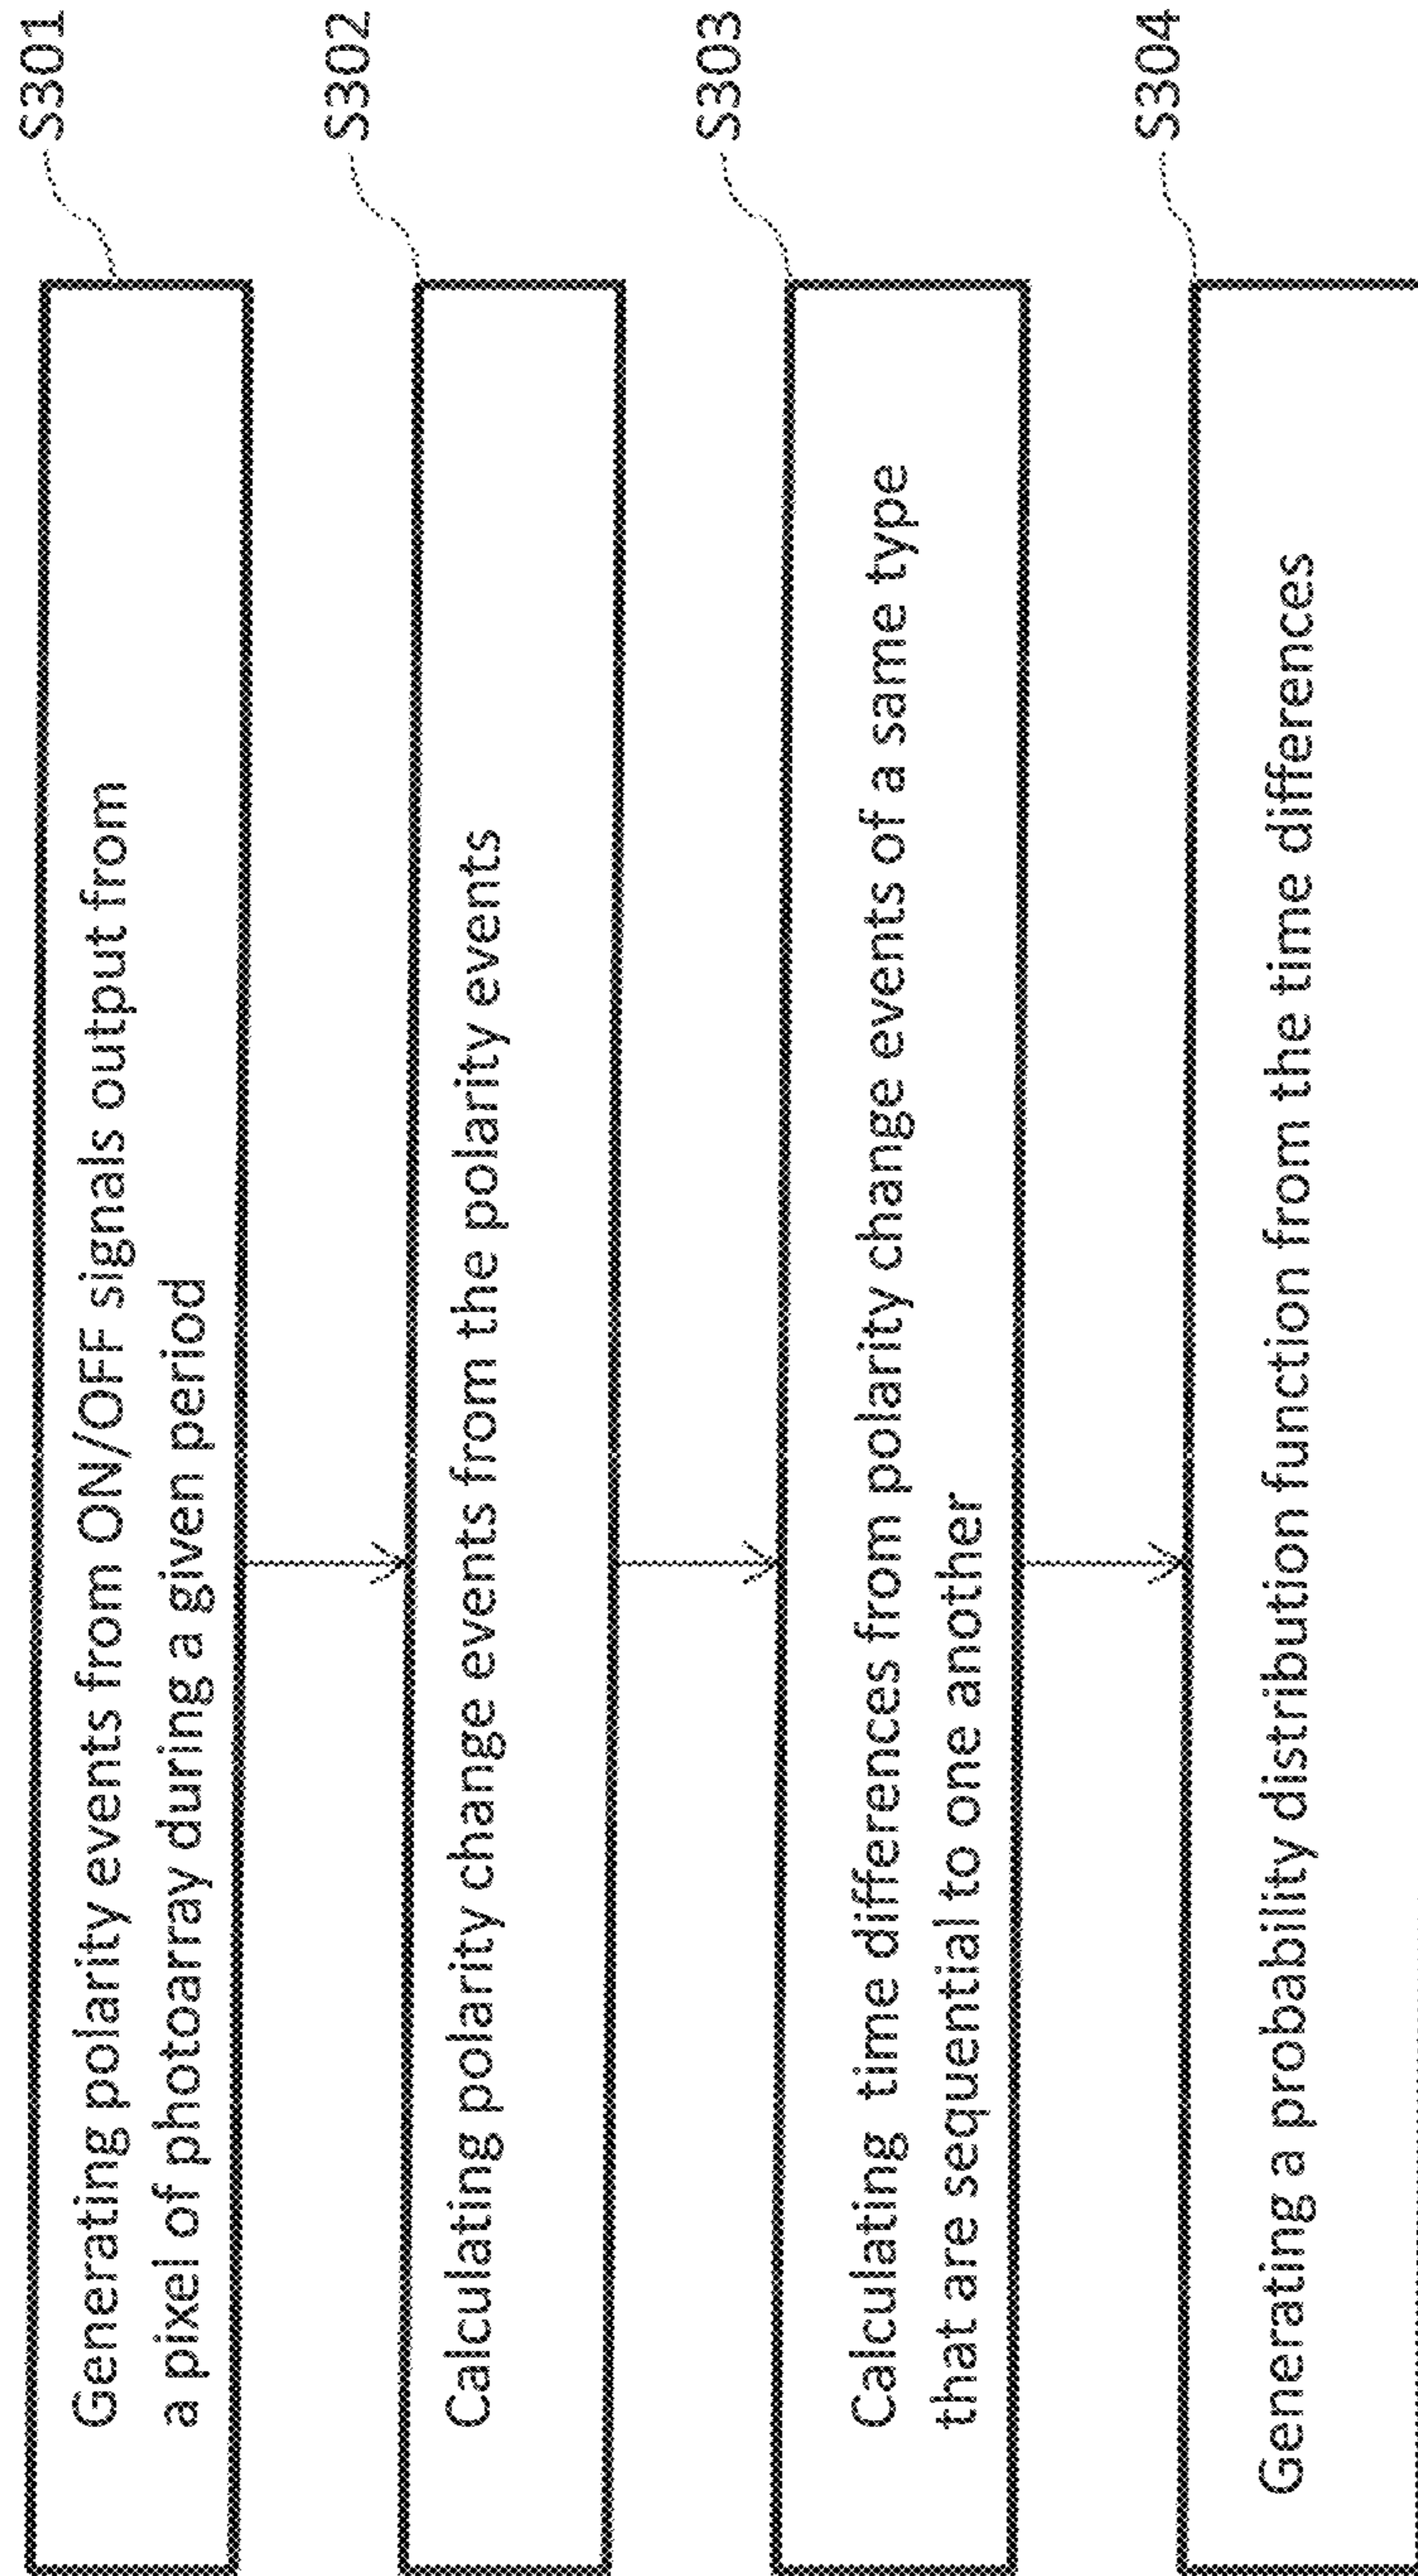 S301
Generating polarity events from ON/OFF signals output from
a pixel of photoarray during a given period
S302
Calculating polarity change events from the polarity events
S303
Calculating time differences from polarity change events of a same type
that are sequential to one another
S304
Generating a probability distribution function from the time differences